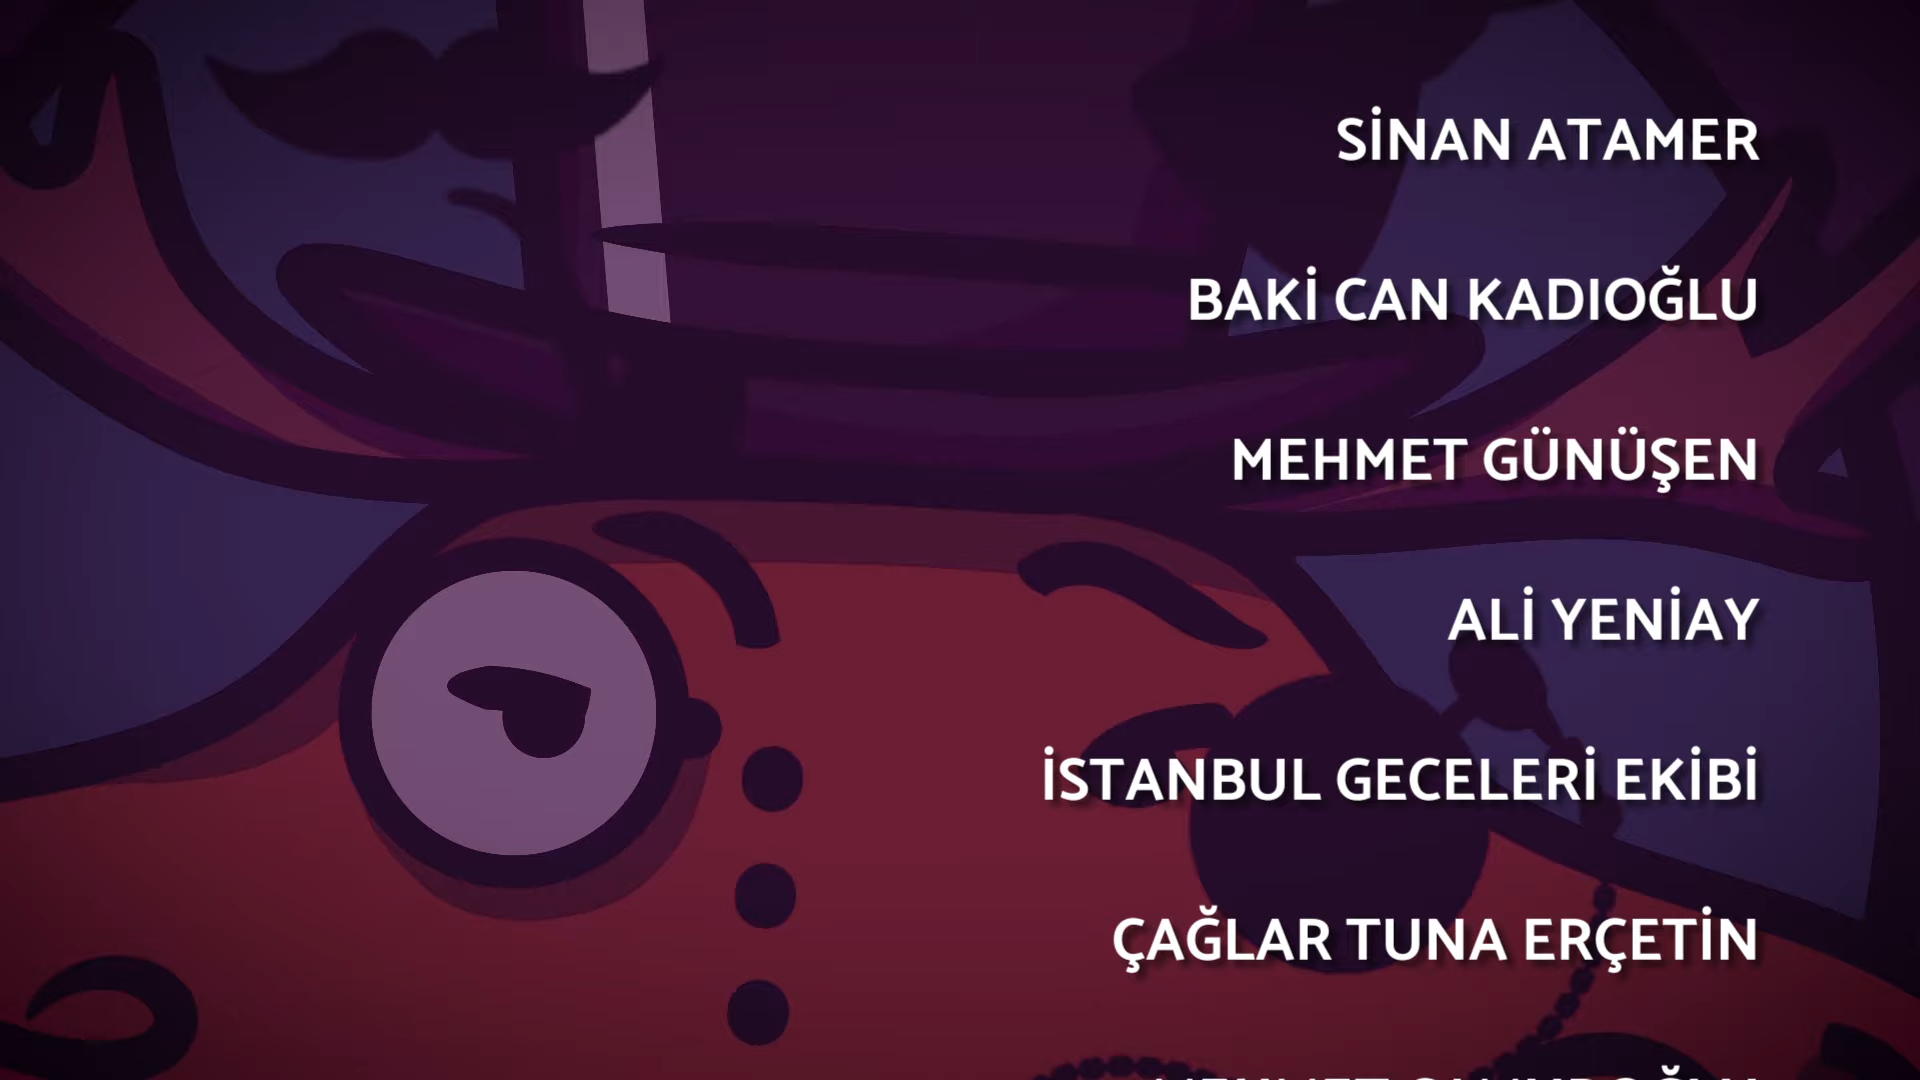 SİNAN ATAMER
BAKİ CAN KADIOĞLU
MEHMET GÜNÜŞEN
ALİ YENİAY
İSTANBUL GECELERİ EKİBİ
ÇAĞLAR TUNA ERÇETİN